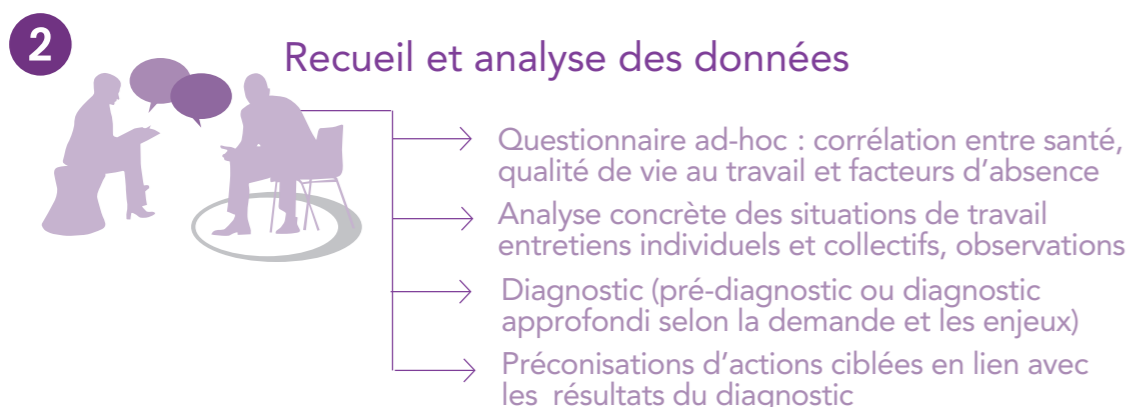 2
Recueil et analyse des données
Questionnaire ad-hoc : corrélation entre santé,
qualité de vie au travail et facteurs d'absence
Analyse concrète des situations de travail
entretiens individuels et collectifs, observations
Diagnostic (pré-diagnostic ou diagnostic
approfondi selon la demande et les enjeux)
Préconisations d'actions ciblées en lien avec
les résultats du diagnostic